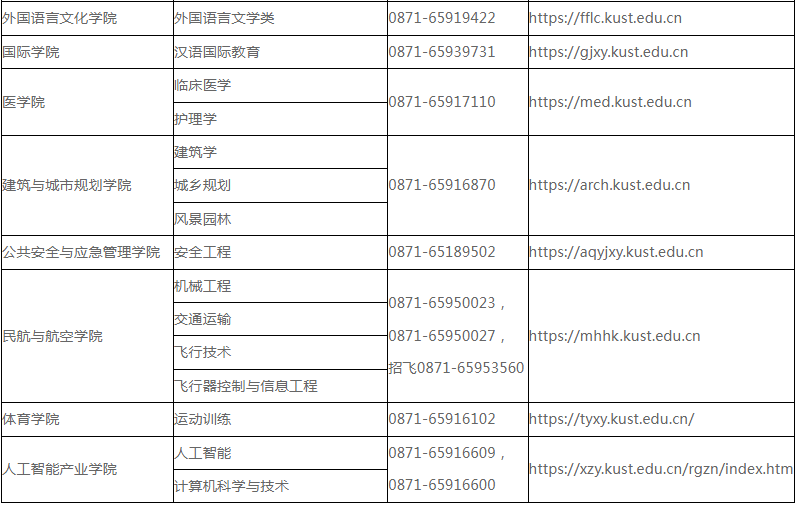 外国语言文化学院 外国语言文学类 0871-65919422 https://fflc.kust.edu.cn
国际学院 汉语国际教育 0871-65939731 https://gjxy.kust.edu.cn
医学院 临床医学 0871-65917110 https://med.kust.edu.cn
护理学
建筑与城市规划学院 建筑学 0871-65916870 https://arch.kust.edu.cn
城乡规划
风景园林
公共安全与应急管理学院 安全工程 0871-65189502 https://aqyjxy.kust.edu.cn
民航与航空学院 机械工程 0871-65950023， https://mhhk.kust.edu.cn
交通运输 0871-65950027，
飞行技术 招飞0871-65953560
飞行器控制与信息工程
体育学院 运动训练 0871-65916102 https://tyxy.kust.edu.cn/
人工智能产业学院 人工智能 0871-65916609， https://xzy.kust.edu.cn/rgzn/index.htm
计算机科学与技术 0871-65916600